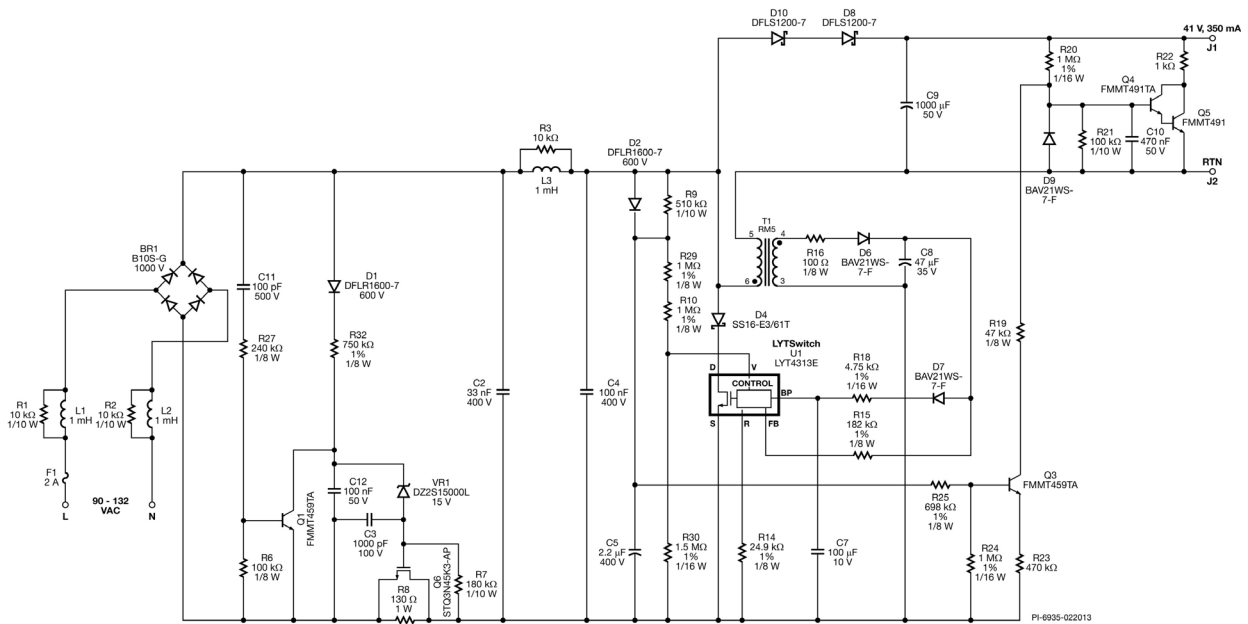 D10
DFLS1200-7
D8
DFLS1200-7
41 V, 350 mA
J1
R20
1 MΩ
1%
1/16 W
R22
1 kΩ
Q4
FMMT491TA
Q5
FMMT491
C9
1000 μF
50 V
R21
100 kΩ
1/10 W
C10
470 nF
50 V
RTN
J2
D9
BAV21WS-
7-F
R3
10 kΩ
L3
1 mH
D2
DFLR1600-7
600 V
R9
510 kΩ
1/10 W
BR1
B10S-G
1000 V
C11
100 pF
500 V
D1
DFLR1600-7
600 V
R29
1 MΩ
1%
1/8 W
R10
1 MΩ
1%
1/8 W
T1
RM5
5
4
6
3
R16
100 Ω
1/8 W
D6
BAV21WS-
7-F
C8
47 μF
35 V
D4
SS16-E3/61T
R27
240 kΩ
1/8 W
R32
750 kΩ
1%
1/8 W
R19
47 kΩ
1/8 W
LYTSwitch
U1
LYT4313E
D
V
CONTROL
BP
S
R
FB
R18
4.75 kΩ
1%
1/16 W
D7
BAV21WS-
7-F
R15
182 kΩ
1%
1/8 W
C2
33 nF
400 V
C4
100 nF
400 V
R1
10 kΩ
1/10 W
L1
1 mH
R2
10 kΩ
1/10 W
L2
1 mH
F1
2 A
90 - 132
VAC
L
N
Q1
FMMT459TA
C12
100 nF
50 V
VR1
DZ2S15000L
15 V
C3
1000 pF
100 V
R6
100 kΩ
1/8 W
Q6
STQ3N45K3-AP
R8
130 Ω
1 W
R7
180 kΩ
1/10 W
C5
2.2 μF
400 V
R30
1.5 MΩ
1%
1/16 W
R14
24.9 kΩ
1%
1/8 W
C7
100 μF
10 V
R25
698 kΩ
1%
1/8 W
Q3
FMMT459TA
R24
1 MΩ
1%
1/16 W
R23
470 kΩ
PI-6935-022013